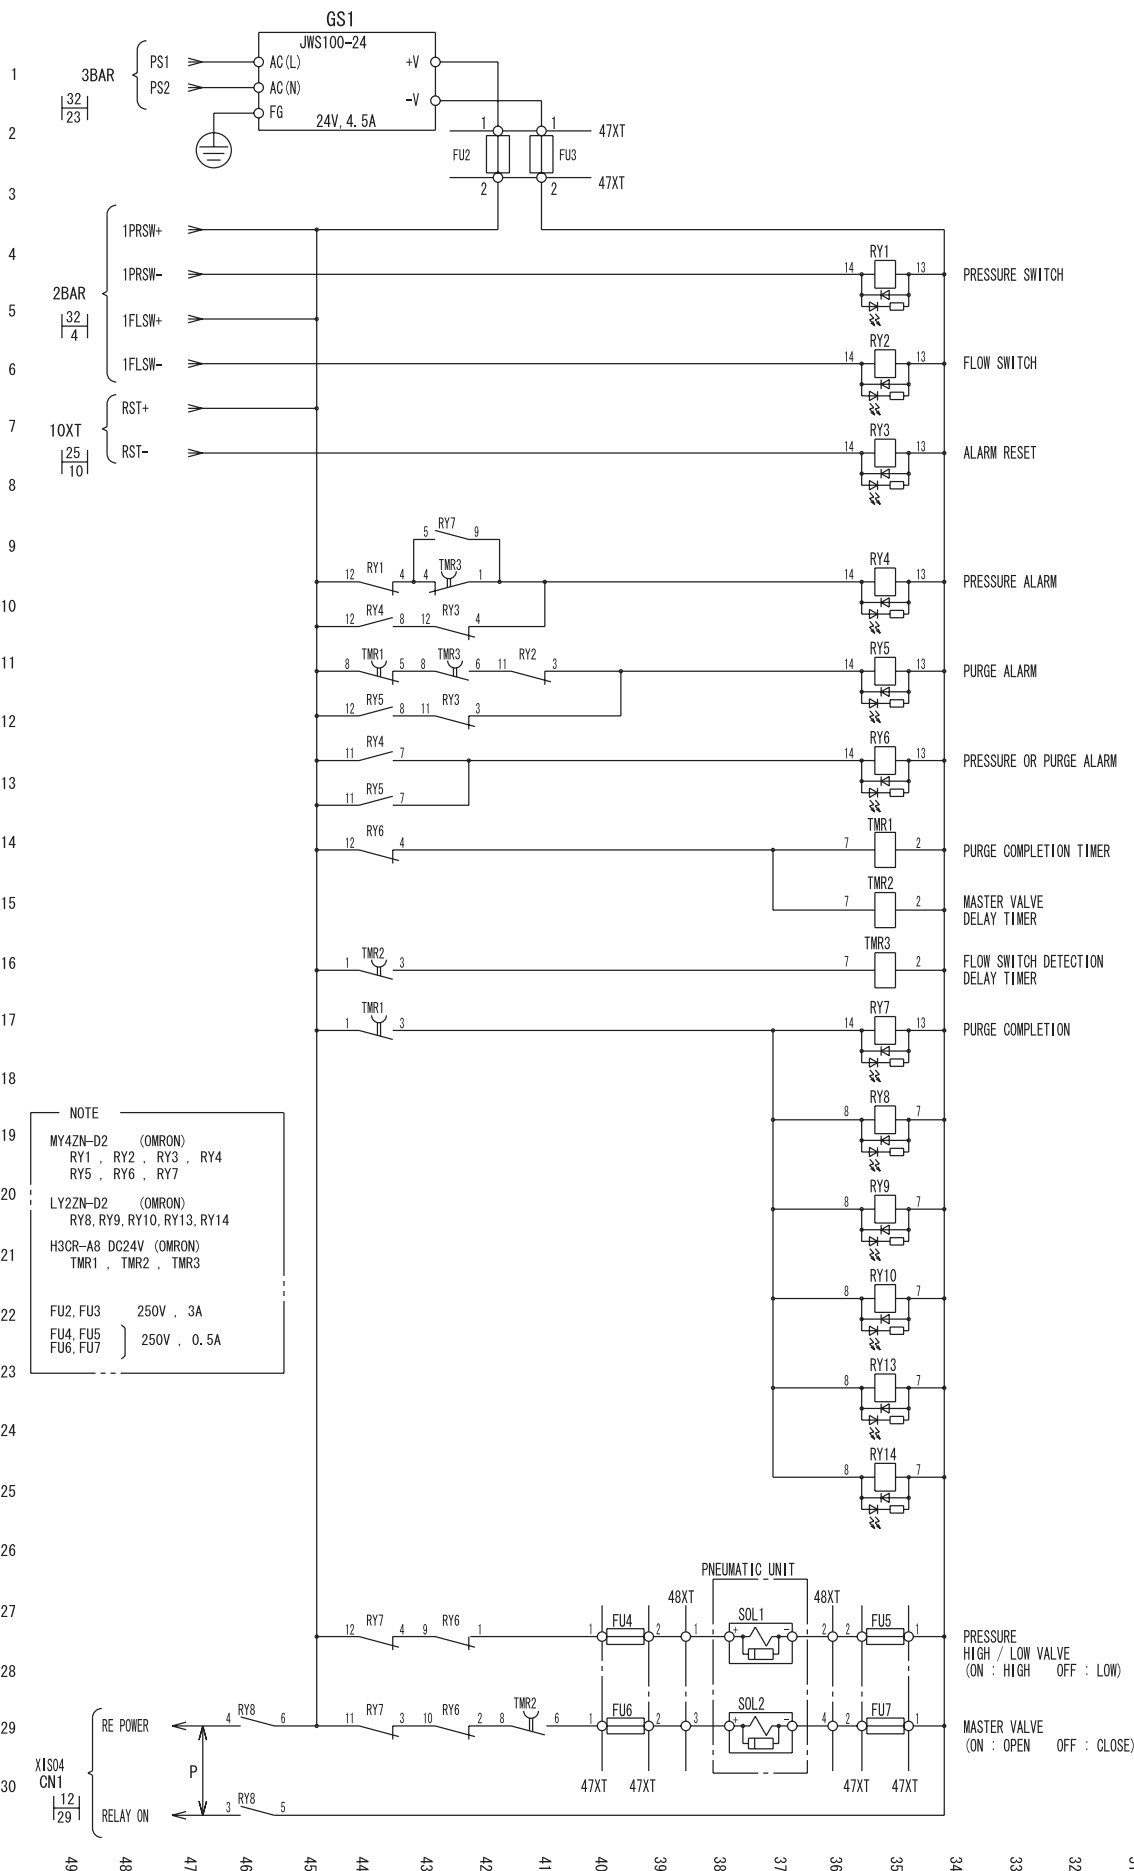 GS1
JWS100-24
1
3BAR
PS1
AC(L)
+V
PS2
AC(N)
-V
32
23
FG
24V, 4.5A
2
1
1
47XT
FU2
FU3
3
2
2
47XT
1PRSW+
4
RY1
1PRSW-
14
13
PRESSURE SWITCH
2BAR
5
32
4
1FLSW+
RY2
6
1FLSW-
14
13
FLOW SWITCH
RST+
7
10XT
RY3
RST-
14
13
ALARM RESET
25
10
8
9
5
RY7
9
12
RY1
4
4
TMR3
1
RY4
14
13
PRESSURE ALARM
10
12
RY4
8
12
RY3
4
11
8
TMR1
5
8
TMR3
6
11
RY2
3
RY5
14
13
PURGE ALARM
12
12
RY5
8
11
RY3
3
11
RY4
7
RY6
14
13
PRESSURE OR PURGE ALARM
13
11
RY5
7
14
12
RY6
4
TMR1
7
2
PURGE COMPLETION TIMER
15
TMR2
7
2
MASTER VALVE
DELAY TIMER
16
1
TMR2
3
TMR3
7
2
FLOW SWITCH DETECTION
DELAY TIMER
17
1
TMR1
3
RY7
14
13
PURGE COMPLETION
18
NOTE
RY8
8
7
19
MY4ZN-D2 (OMRON)
RY1 , RY2 , RY3 , RY4
RY5 , RY6 , RY7
20
LY2ZN-D2 (OMRON)
RY8, RY9, RY10, RY13, RY14
RY9
8
7
21
H3CR-A8 DC24V (OMRON)
TMR1 , TMR2 , TMR3
RY10
8
7
22
FU2, FU3 250V , 3A
FU4, FU5
FU6, FU7
250V , 0.5A
23
RY13
8
7
24
RY14
8
7
25
26
PNEUMATIC UNIT
27
48XT
48XT
12
RY7
4
9
RY6
1
1
FU4
2
1
+
SOL1
-
2
2
FU5
1
PRESSURE
HIGH / LOW VALVE
(ON : HIGH OFF : LOW)
28
29
RE POWER
4
RY8
6
11
RY7
3
10
RY6
2
8
TMR2
6
1
FU6
2
3
+
SOL2
-
4
2
FU7
1
MASTER VALVE
(ON : OPEN OFF : CLOSE)
XIS04
CN1
30
P
47XT
47XT
47XT
47XT
12
29
RELAY ON
3
RY8
5
49
48
47
46
45
44
43
42
41
40
39
38
37
36
35
34
33
32